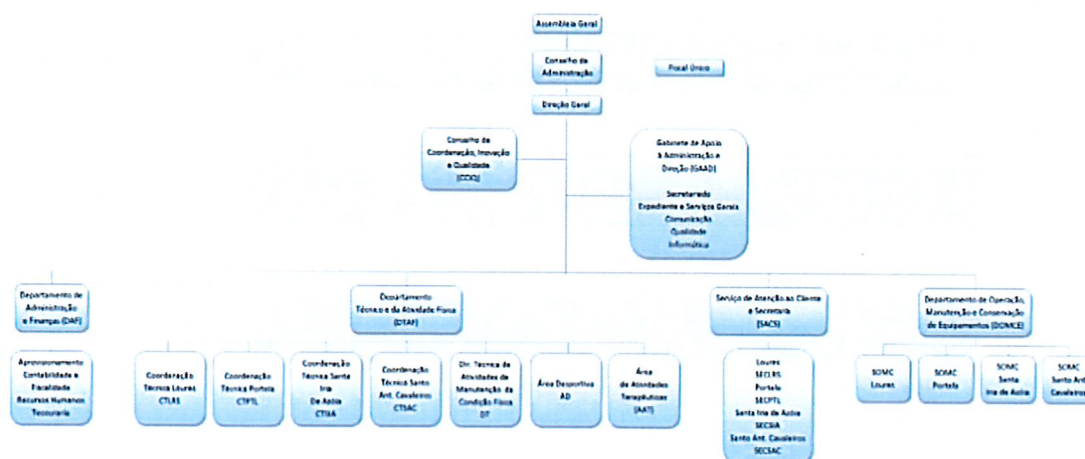 Assembleia Geral
Conselho de
Administração
Fiscal Único
Direção Geral
Conselho de
Coordenação, Inovação
e Qualidade
(CCIQ)
Gabinete de Apoio
à Administração e
Direção (GAAD)
Secretariado
Expediente e Serviços Gerais
Comunicação
Qualidade
Informática
Departamento de
Administração
e Finanças (DAF)
Departamento
Técnico e da Atividade Física
(DTAF)
Serviço de Atenção ao Cliente
e Secretaria
(SACS)
Departamento de Operação,
Manutenção e Conservação
de Equipamentos (DOMCE)
Aprovisionamento
Contabilidade e
Fiscalidade
Recursos Humanos
Tesouraria
Coordenação
Técnica Loures
CTLRS
Coordenação
Técnica Portela
CTPTL
Coordenação
Técnica Santa
Iria
De Azóia
CTSIA
Coordenação
Técnica Santo
Ant. Cavaleiros
CTSAC
Dir. Técnica de
Atividades de
Manutenção da
Condição Física
DT
Área Desportiva
AD
Área
de Atividades
Terapêuticas
(AAT)
Loures
SECLRS
Portela
SECPTL
Santa Iria de Azóia
SECSIA
Santo Ant. Cavaleiros
SECSAC
SOMC
Loures
SOMC
Portela
SOMC
Santa
Iria de Azóia
SOMC
Santo Ant.
Cavaleiros